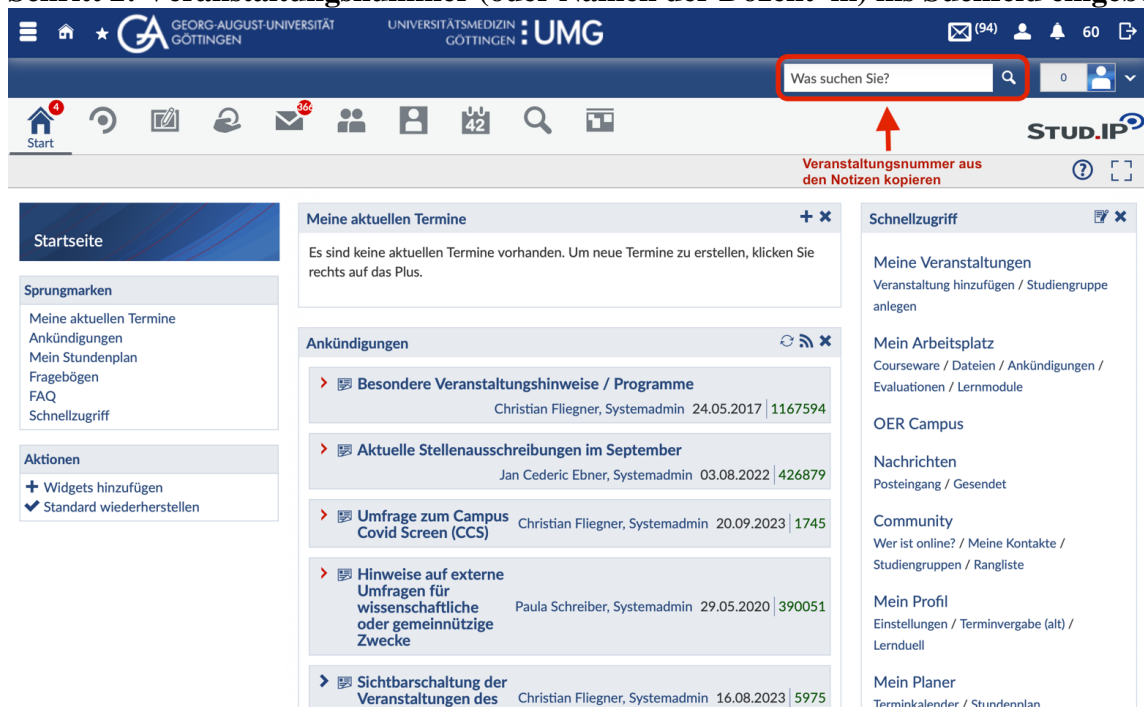 Schritt 2: Veranstaltungsnummer (oder Namen der Dozent*in) ins Suchfeld eingeben
GEORG-AUGUST-UNIVERSITÄT
GÖTTINGEN
UNIVERSITÄTSMEDIZIN
GÖTTINGEN
UMG
(94)
60
Was suchen Sie?
0
4
366
42
Start
STUD.IP
Veranstaltungsnummer aus
den Notizen kopieren
Startseite
Sprungmarken
Meine aktuellen Termine
Ankündigungen
Mein Stundenplan
Fragebögen
FAQ
Schnellzugriff
Aktionen
Widgets hinzufügen
Standard wiederherstellen
Meine aktuellen Termine
Es sind keine aktuellen Termine vorhanden. Um neue Termine zu erstellen, klicken Sie
rechts auf das Plus.
Ankündigungen
Besondere Veranstaltungshinweise / Programme
Christian Fliegner, Systemadmin 24.05.2017 1167594
Aktuelle Stellenausschreibungen im September
Jan Cederic Ebner, Systemadmin 03.08.2022 426879
Umfrage zum Campus
Covid Screen (CCS)
Christian Fliegner, Systemadmin 20.09.2023 1745
Hinweise auf externe
Umfragen für
wissenschaftliche
oder gemeinnützige
Zwecke
Paula Schreiber, Systemadmin 29.05.2020 390051
Sichtbarschaltung der
Veranstaltungen des
Christian Fliegner, Systemadmin 16.08.2023 5975
Schnellzugriff
Meine Veranstaltungen
Veranstaltung hinzufügen / Studiengruppe
anlegen
Mein Arbeitsplatz
Courseware / Dateien / Ankündigungen /
Evaluationen / Lernmodule
OER Campus
Nachrichten
Posteingang / Gesendet
Community
Wer ist online? / Meine Kontakte /
Studiengruppen / Rangliste
Mein Profil
Einstellungen / Terminvergabe (alt) /
Lernduell
Mein Planer
Terminkalender / Stundenplan